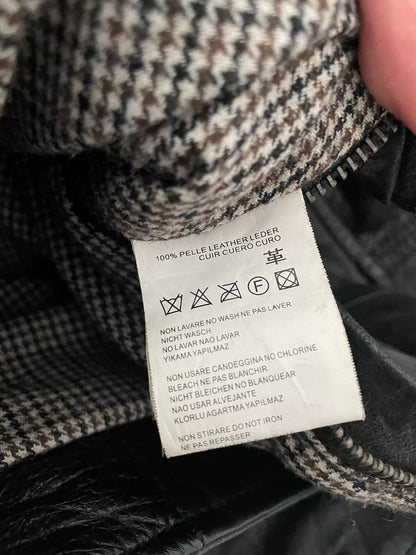 100% PELLE LEATHER LEDER
CUIR CUERO CURO
革
F
NON LAVARE NO WASH NE PAS LAVER
NICHT WASCH
NO LAVAR NAO LAVAR
YIKAMA YAPILMAZ
NON USARE CANDEGGINA NO CHLORINE
BLEACH NE PAS BLANCHIR
NICHT BLEICHEN NO BLANQUEAR
NAO USAR ALVEJANTE
KLORLU AGARTMA YAPILMAZ
NON STIRARE DO NOT IRON
NE PAS REPASSER